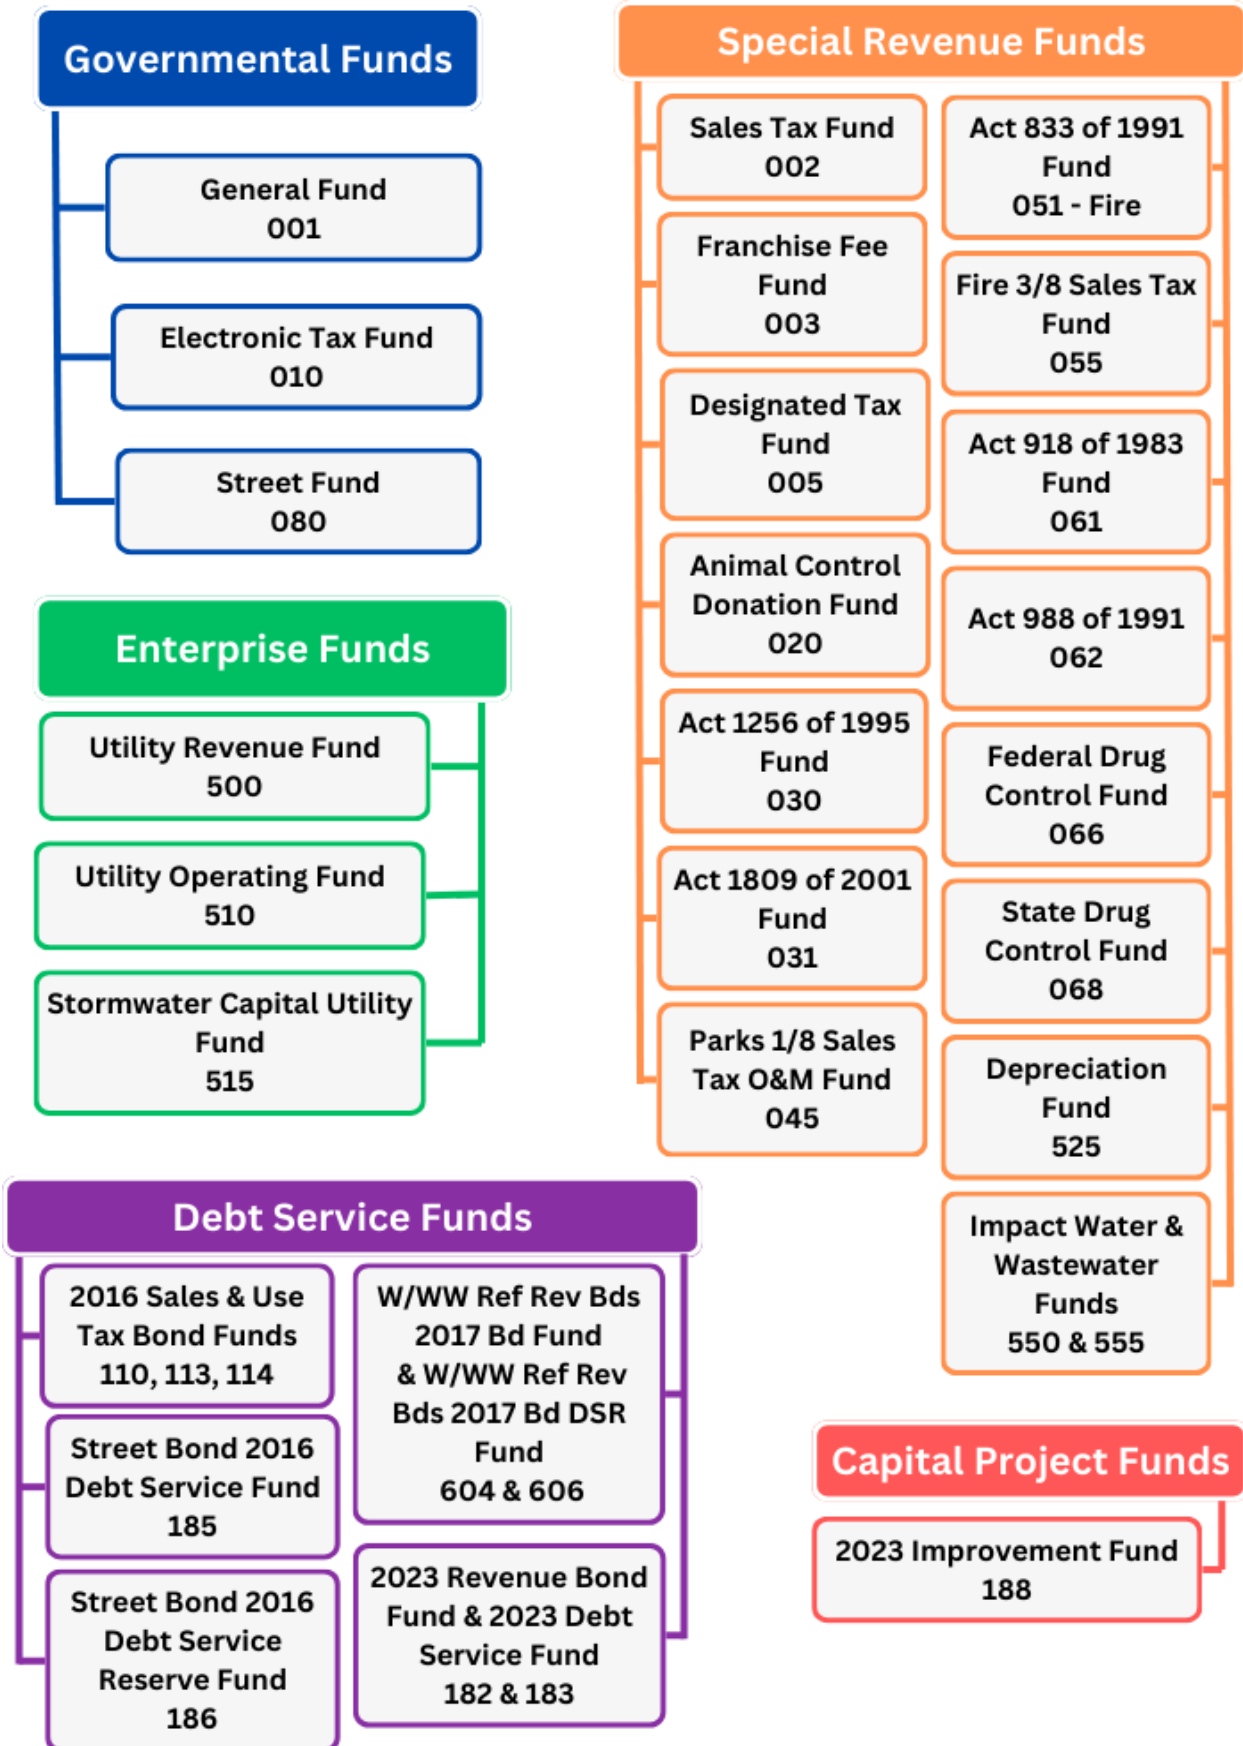 Governmental Funds
General Fund
001
Electronic Tax Fund
010
Street Fund
080
Enterprise Funds
Utility Revenue Fund
500
Utility Operating Fund
510
Stormwater Capital Utility
Fund
515
Special Revenue Funds
Sales Tax Fund
002
Franchise Fee
Fund
003
Designated Tax
Fund
005
Animal Control
Donation Fund
020
Act 1256 of 1995
Fund
030
Act 1809 of 2001
Fund
031
Parks 1/8 Sales
Tax O&M Fund
045
Act 833 of 1991
Fund
051 - Fire
Fire 3/8 Sales Tax
Fund
055
Act 918 of 1983
Fund
061
Act 988 of 1991
062
Federal Drug
Control Fund
066
State Drug
Control Fund
068
Depreciation
Fund
525
Impact Water &
Wastewater
Funds
550 & 555
Debt Service Funds
2016 Sales & Use
Tax Bond Funds
110, 113, 114
Street Bond 2016
Debt Service Fund
185
Street Bond 2016
Debt Service
Reserve Fund
186
W/WW Ref Rev Bds
2017 Bd Fund
& W/WW Ref Rev
Bds 2017 Bd DSR
Fund
604 & 606
2023 Revenue Bond
Fund & 2023 Debt
Service Fund
182 & 183
Capital Project Funds
2023 Improvement Fund
188